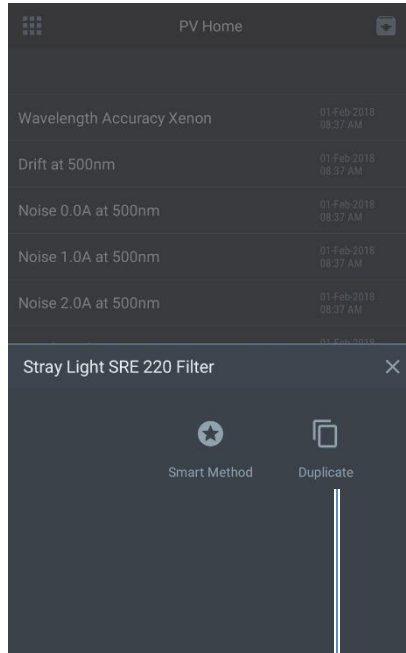 PV Home
Wavelength Accuracy Xenon
01-Feb-2018
08:37 AM
Drift at 500nm
01-Feb-2018
08:37 AM
Noise 0.0A at 500nm
01-Feb-2018
08:37 AM
Noise 1.0A at 500nm
01-Feb-2018
08:37 AM
Noise 2.0A at 500nm
01-Feb-2018
08:37 AM
01-Feb-2018
Stray Light SRE 220 Filter
Smart Method
Duplicate